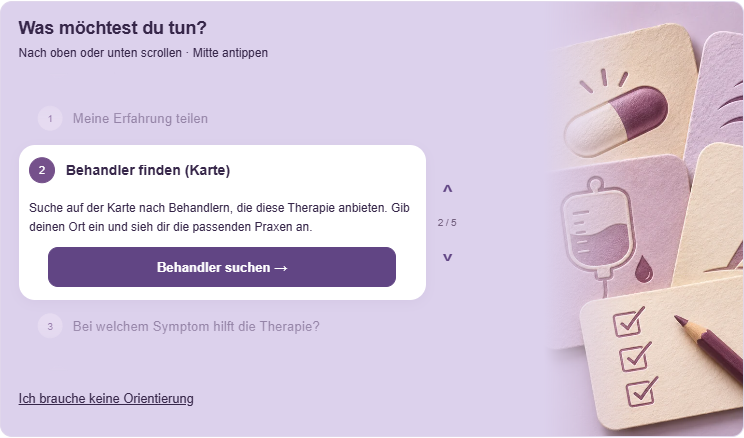 Was möchtest du tun?
Nach oben oder unten scrollen · Mitte antippen
1 Meine Erfahrung teilen
2 Behandler finden (Karte)
Suche auf der Karte nach Behandlern, die diese Therapie anbieten. Gib
deinen Ort ein und sieh dir die passenden Praxen an.
Behandler suchen →
2 / 5
3 Bei welchem Symptom hilft die Therapie?
Ich brauche keine Orientierung